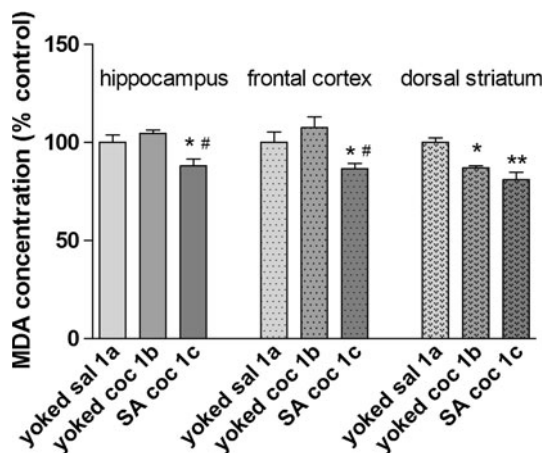 MDA concentration (% control)
150
100
50
0
hippocampus
frontal cortex
dorsal striatum
* #
* #
*
**
yoked sal 1a
yoked coc 1b
SA coc 1c
yoked sal 1a
yoked coc 1b
SA coc 1c
yoked sal 1a
yoked coc 1b
SA coc 1c